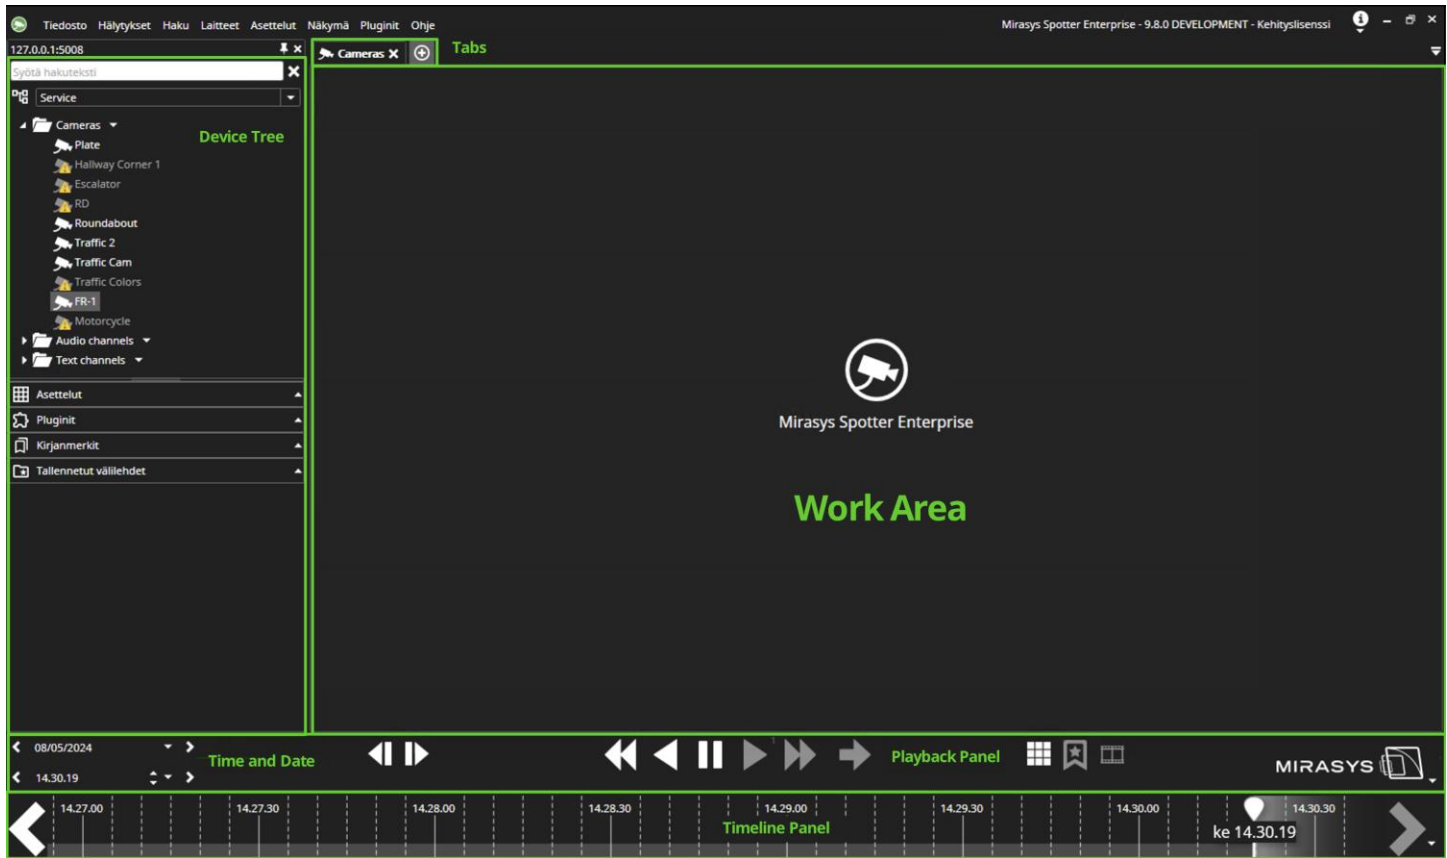 Tiedosto Hälytykset Haku Laitteet Asettelut Näkymä Pluginit Ohje
Mirasys Spotter Enterprise - 9.8.0 DEVELOPMENT - Kehityslisenssi
127.0.0.1:5008
Cameras
Tabs
Syötä hakuteksti
Service
Cameras
Device Tree
Plate
Hallway Corner 1
Escalator
RD
Roundabout
Traffic 2
Traffic Cam
Traffic Colors
FR-1
Motorcycle
Audio channels
Text channels
Asettelut
Pluginit
Kirjanmerkit
Tallennetut välilehdet
Mirasys Spotter Enterprise
Work Area
08/05/2024
Time and Date
14.30.19
1
Playback Panel
MIRASYS
14.27.00 14.27.30 14.28.00 14.28.30 14.29.00 14.29.30 14.30.00 14.30.30
Timeline Panel
ke 14.30.19